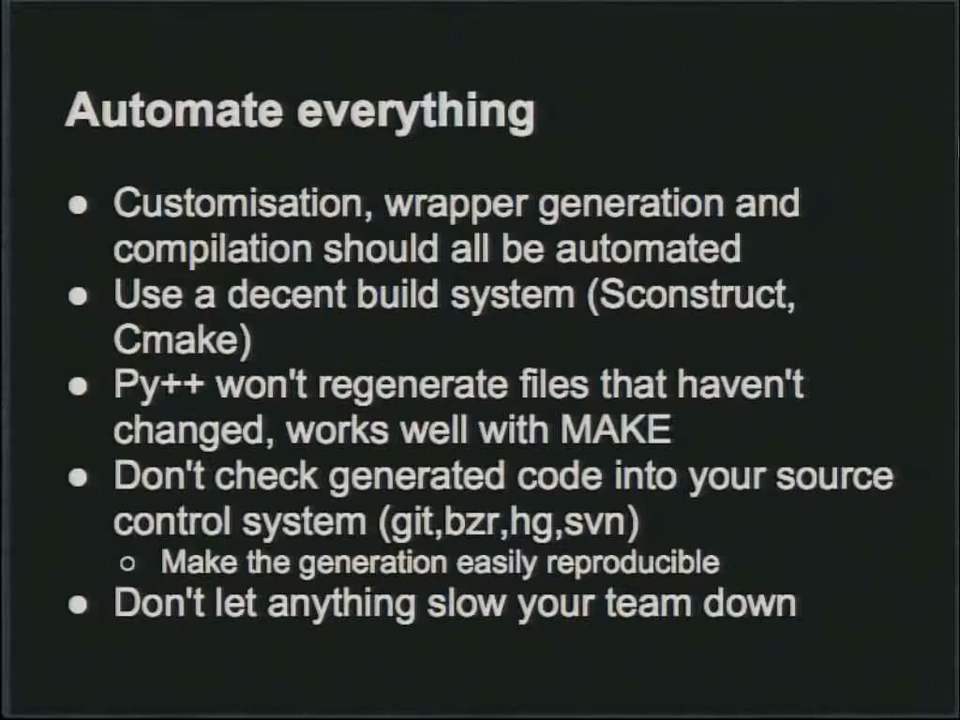 Automate everything
● Customisation, wrapper generation and
compilation should all be automated
● Use a decent build system (Sconstruct,
Cmake)
● Py++ won't regenerate files that haven't
changed, works well with MAKE
● Don't check generated code into your source
control system (git,bzr,hg,svn)
○ Make the generation easily reproducible
● Don't let anything slow your team down